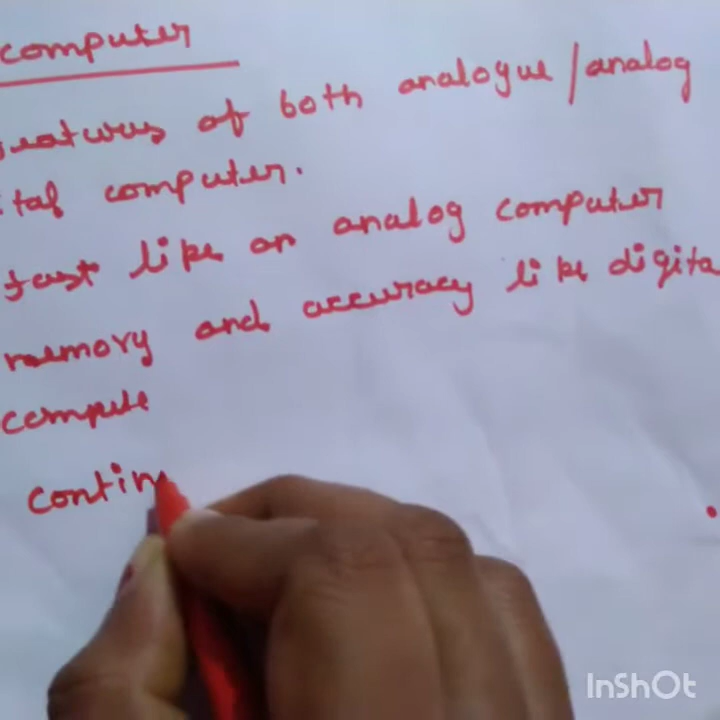 computer
features of both analogue/analog
ital computer.
fast like an analog computer
memory and accuracy like digita
compute
contin
InShOt